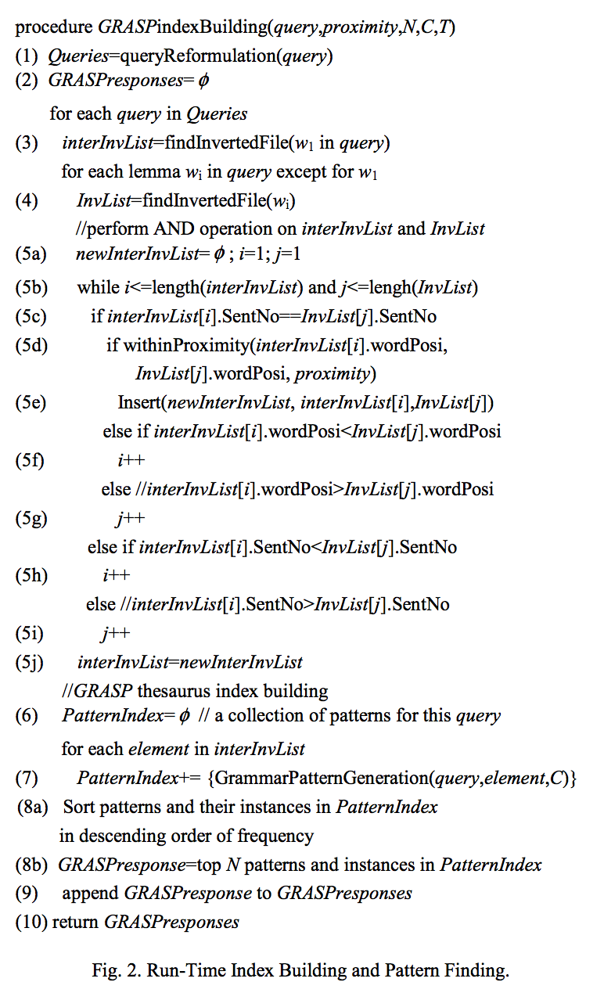 procedure GRASPindexBuilding(query,proximity,N,C,T)
(1) Queries=queryReformulation(query)
(2) GRASPresponses= ϕ
for each query in Queries
(3) interInvList=findInvertedFile(w1 in query)
for each lemma wi in query except for w1
(4) InvList=findInvertedFile(wi)
//perform AND operation on interInvList and InvList
(5a) newInterInvList= ϕ ; i=1; j=1
(5b) while i<=length(interInvList) and j<=lengh(InvList)
(5c) if interInvList[i].SentNo==InvList[j].SentNo
(5d) if withinProximity(interInvList[i].wordPosi,
InvList[j].wordPosi, proximity)
(5e) Insert(newInterInvList, interInvList[i],InvList[j])
else if interInvList[i].wordPosi<InvList[j].wordPosi
(5f) i++
else //interInvList[i].wordPosi>InvList[j].wordPosi
(5g) j++
else if interInvList[i].SentNo<InvList[j].SentNo
(5h) i++
else //interInvList[i].SentNo>InvList[j].SentNo
(5i) j++
(5j) interInvList=newInterInvList
//GRASP thesaurus index building
(6) PatternIndex= ϕ // a collection of patterns for this query
for each element in interInvList
(7) PatternIndex+= {GrammarPatternGeneration(query,element,C)}
(8a) Sort patterns and their instances in PatternIndex
in descending order of frequency
(8b) GRASPresponse=top N patterns and instances in PatternIndex
(9) append GRASPresponse to GRASPresponses
(10) return GRASPresponses
Fig. 2. Run-Time Index Building and Pattern Finding.